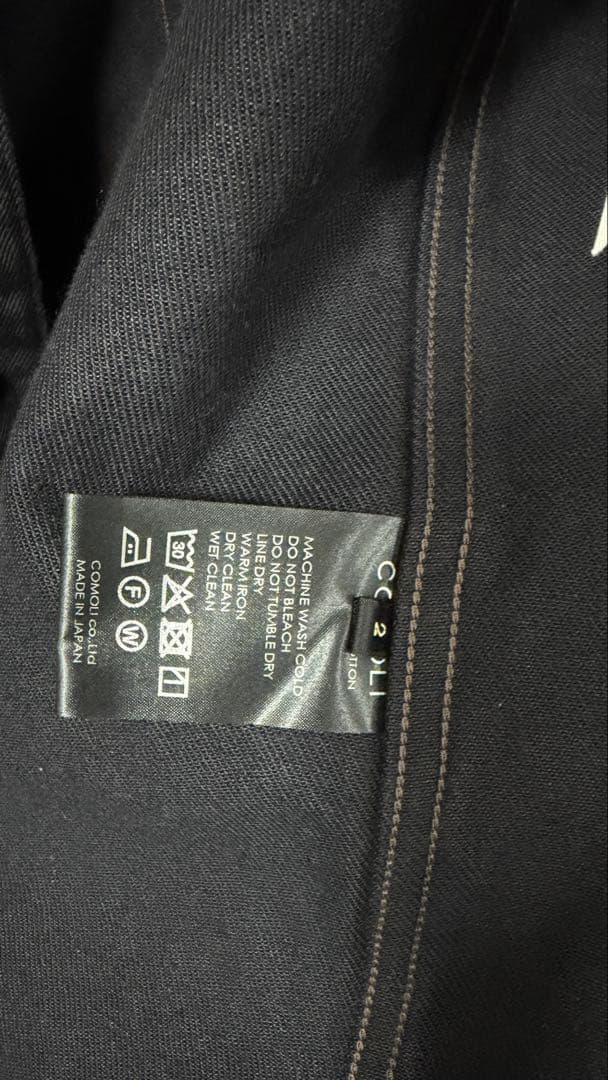 2
MACHINE WASH COLD
DO NOT BLEACH
DO NOT TUMBLE DRY
LINE DRY
WARM IRON
DRY CLEAN
WET CLEAN
30
F W
COMOLI co.,Ltd
MADE IN JAPAN